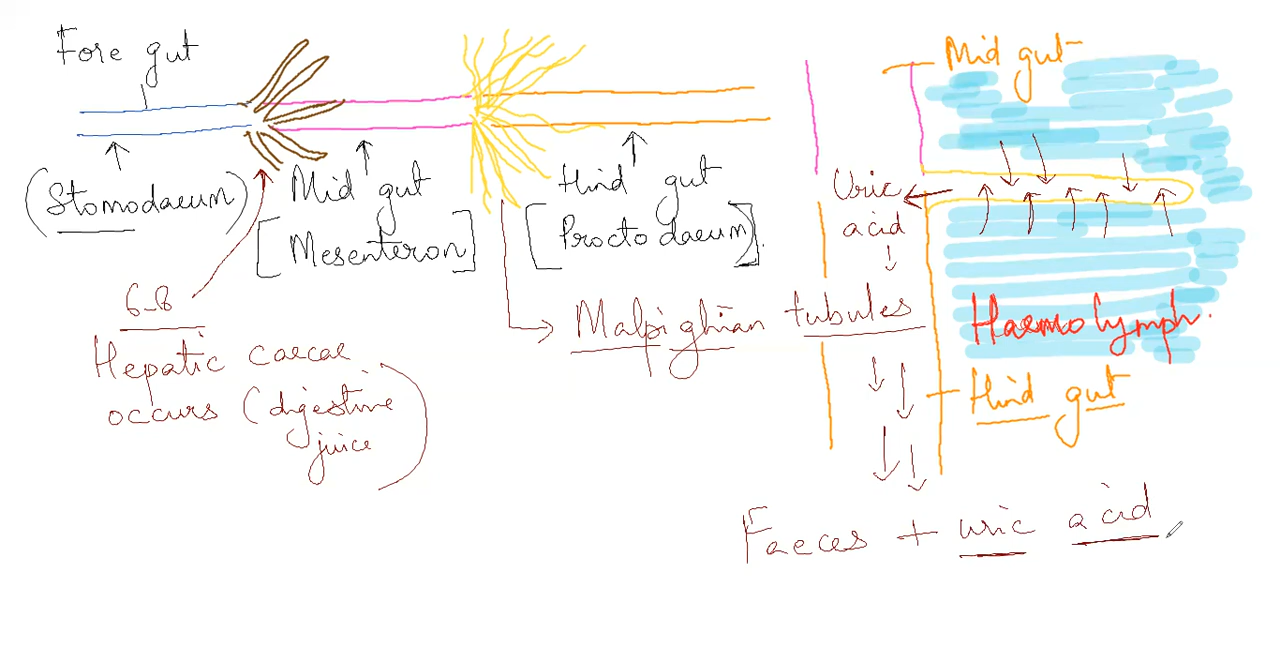 Fore gut
(Stomodaeum)
Mid gut
[Mesenteron]
Hind gut
[Proctodaeum].
6-8
Hepatic caecae
occurs (digestive
juice)
Malpighian tubules
Mid gut
Uric
acid
Haemolymph.
Hind gut
Faeces + uric acid